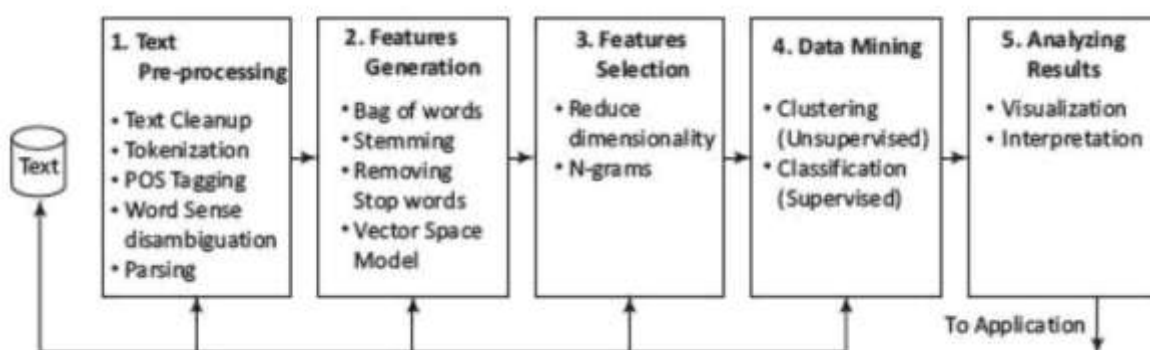 Text
1. Text
Pre-processing
• Text Cleanup
• Tokenization
• POS Tagging
• Word Sense
disambiguation
• Parsing
2. Features
Generation
• Bag of words
• Stemming
• Removing
Stop words
• Vector Space
Model
3. Features
Selection
• Reduce
dimensionality
• N-grams
4. Data Mining
• Clustering
(Unsupervised)
• Classification
(Supervised)
5. Analyzing
Results
• Visualization
• Interpretation
To Application